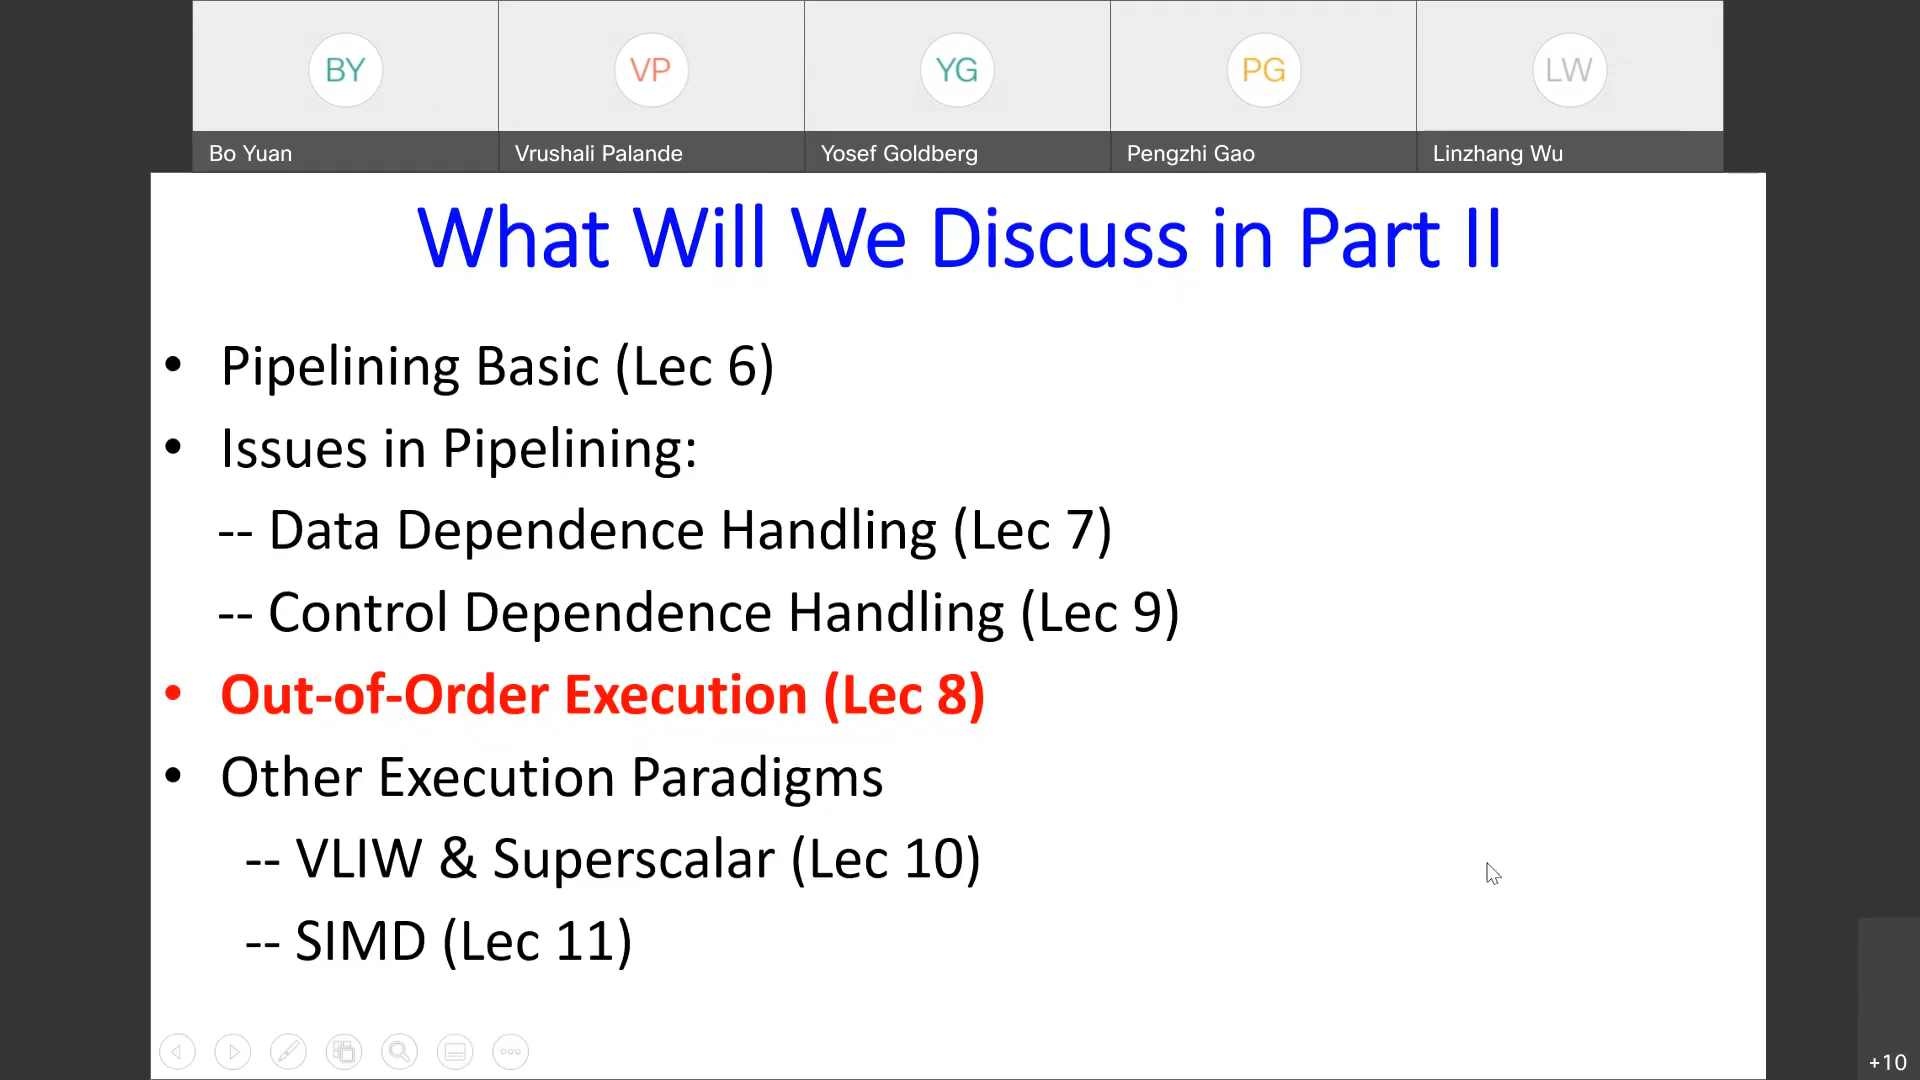 BY
VP
YG
PG
LW
Bo Yuan
Vrushali Palande
Yosef Goldberg
Pengzhi Gao
Linzhang Wu
What Will We Discuss in Part II
• Pipelining Basic (Lec 6)
• Issues in Pipelining:
-- Data Dependence Handling (Lec 7)
-- Control Dependence Handling (Lec 9)
• Out-of-Order Execution (Lec 8)
• Other Execution Paradigms
-- VLIW & Superscalar (Lec 10)
-- SIMD (Lec 11)
+10